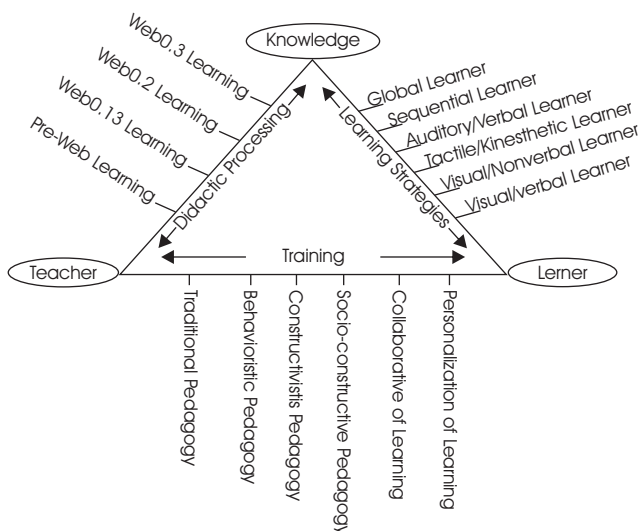 Knowledge
Web0.3 Learning
Web0.2 Learning
Web0.13 Learning
Pre-Web Learning
Didactic Processing
Global Learner
Sequential Learner
Auditory/Verbal Learner
Tactile/Kinesthetic Learner
Visual/Nonverbal Learner
Visual/verbal Learner
Learning Strategies
Teacher
Training
Lerner
Traditional Pedagogy
Behavioristic Pedagogy
Constructivistis Pedagogy
Socio-constructive Pedagogy
Collaborative of Learning
Personalization of Learning